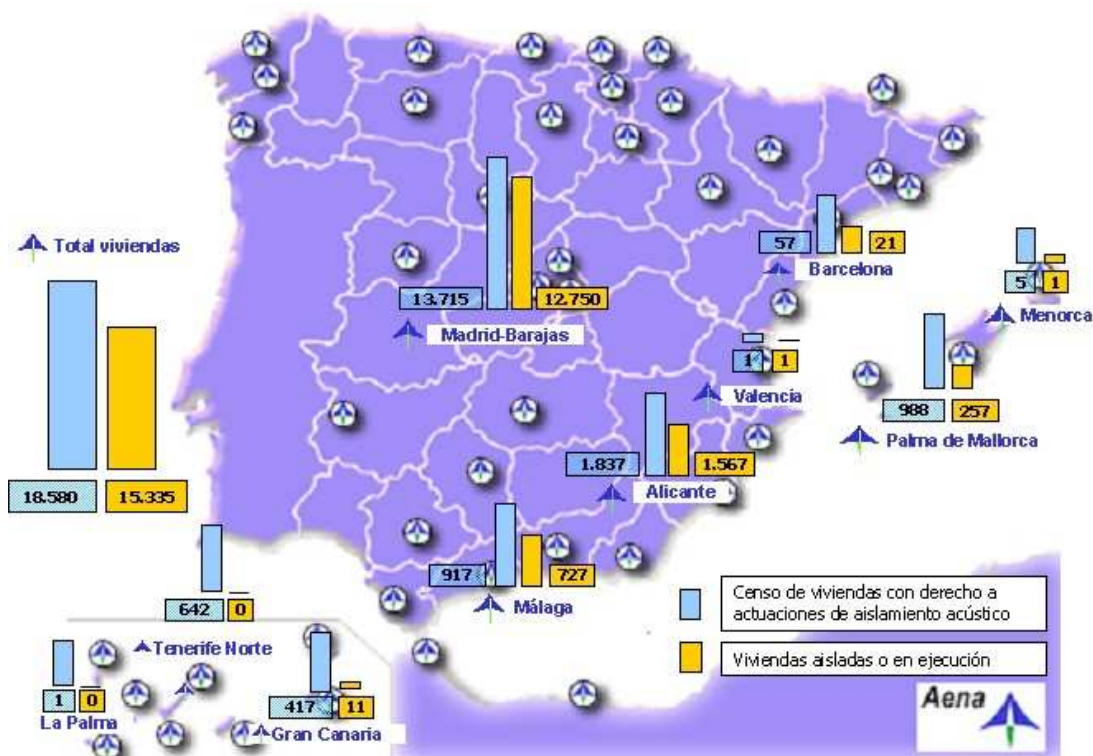 Total viviendas
18.580
15.335
13.715
12.750
Madrid-Barajas
57
21
Barcelona
5
1
Menorca
1
1
Valencia
988
257
Palma de Mallorca
1.837
1.567
Alicante
917
727
Málaga
642
0
Tenerife Norte
1
0
La Palma
417
11
Gran Canaria
Censo de viviendas con derecho a
actuaciones de aislamiento acústico
Viviendas aisladas o en ejecución
Aena